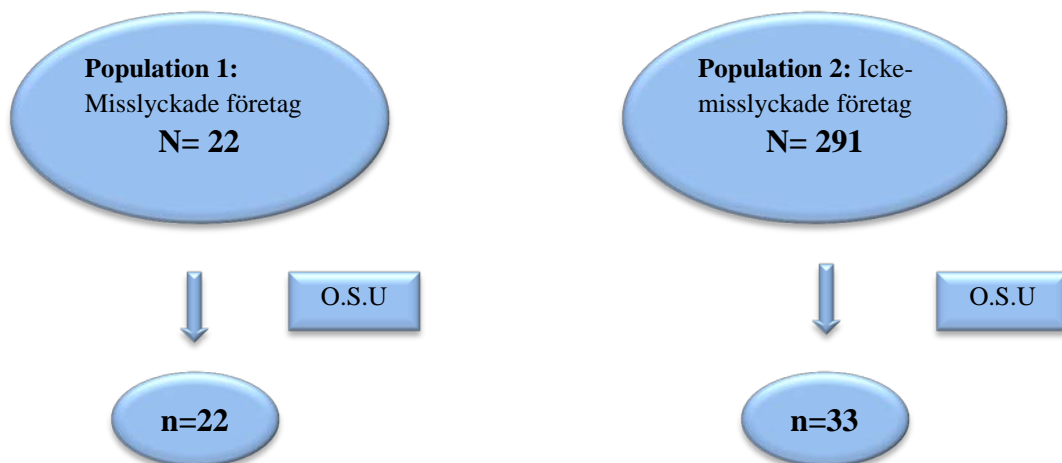 Population 1:
Misslyckade företag
N= 22
Population 2: Icke-
misslyckade företag
N= 291
O.S.U
O.S.U
n=22
n=33